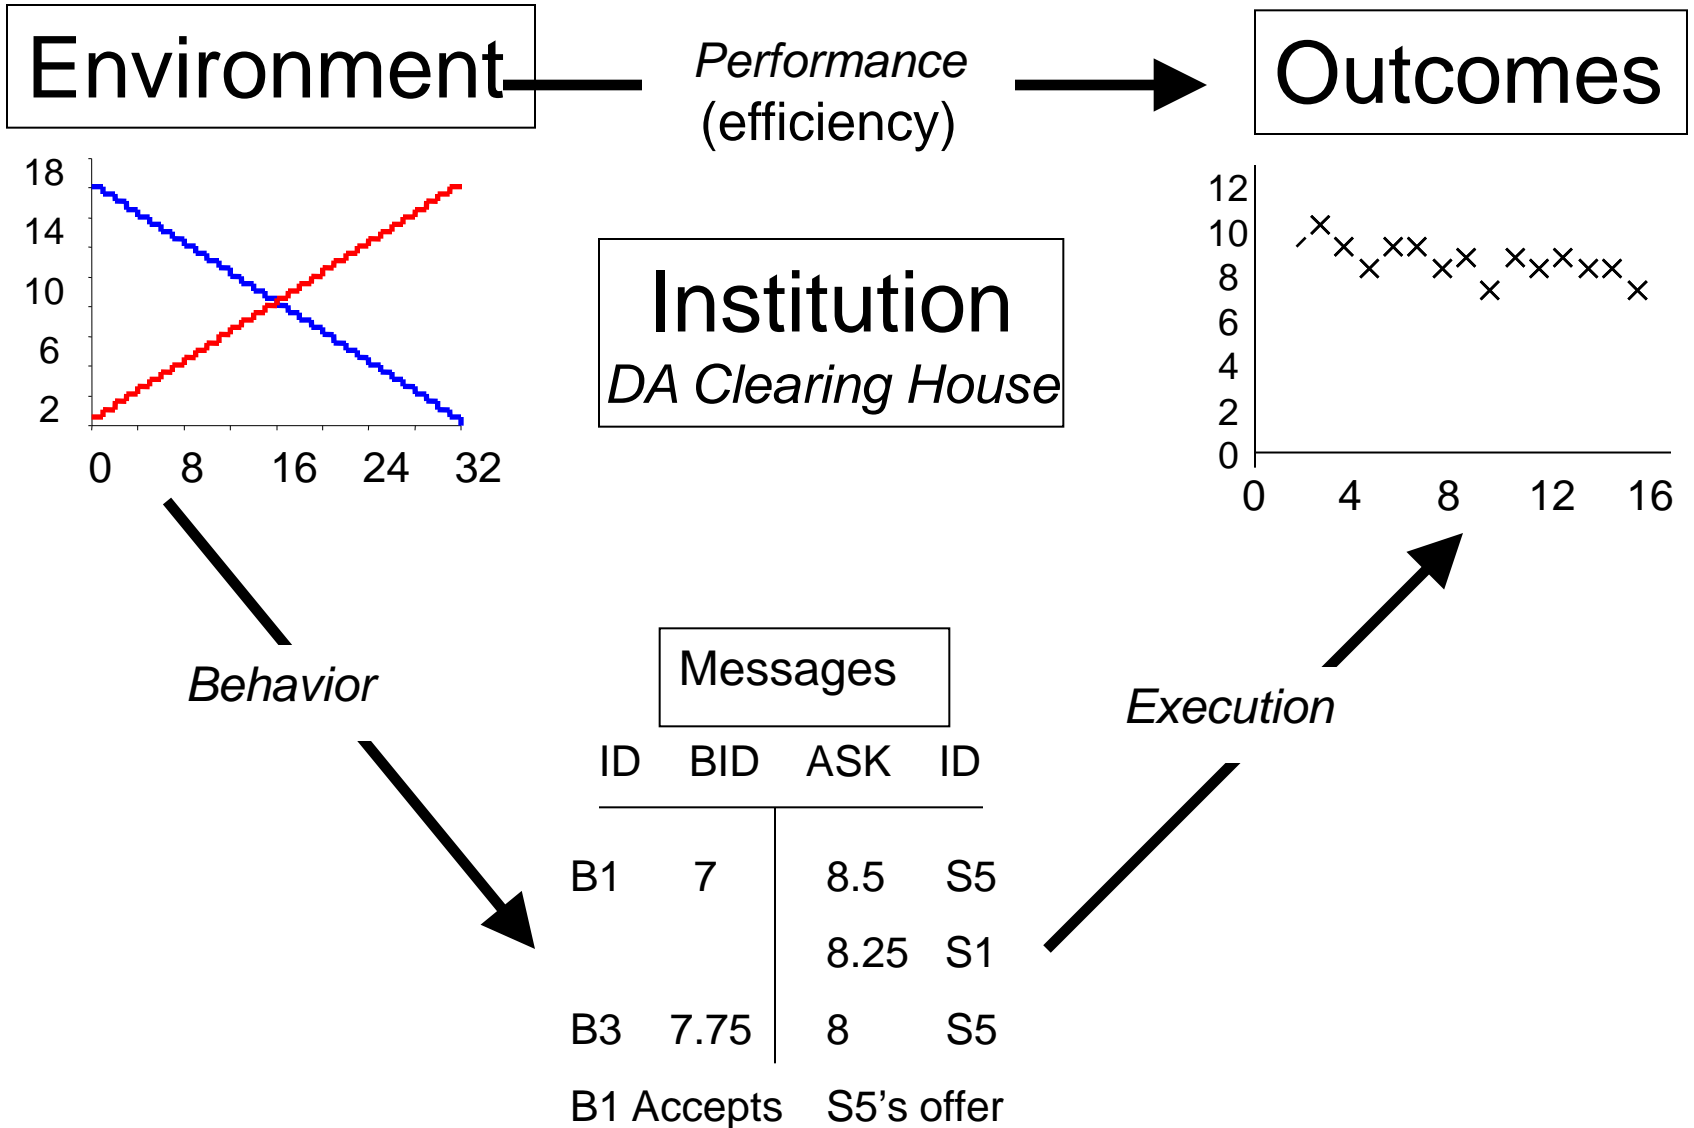 Environment
Performance
(efficiency)
Outcomes
18
14
10
6
2
0 8 16 24 32
Institution
DA Clearing House
12
10
8
6
4
2
0
0 4 8 12 16
Behavior
Messages
Execution
ID BID ASK ID
B1 7 8.5 S5
8.25 S1
B3 7.75 8 S5
B1 Accepts S5's offer